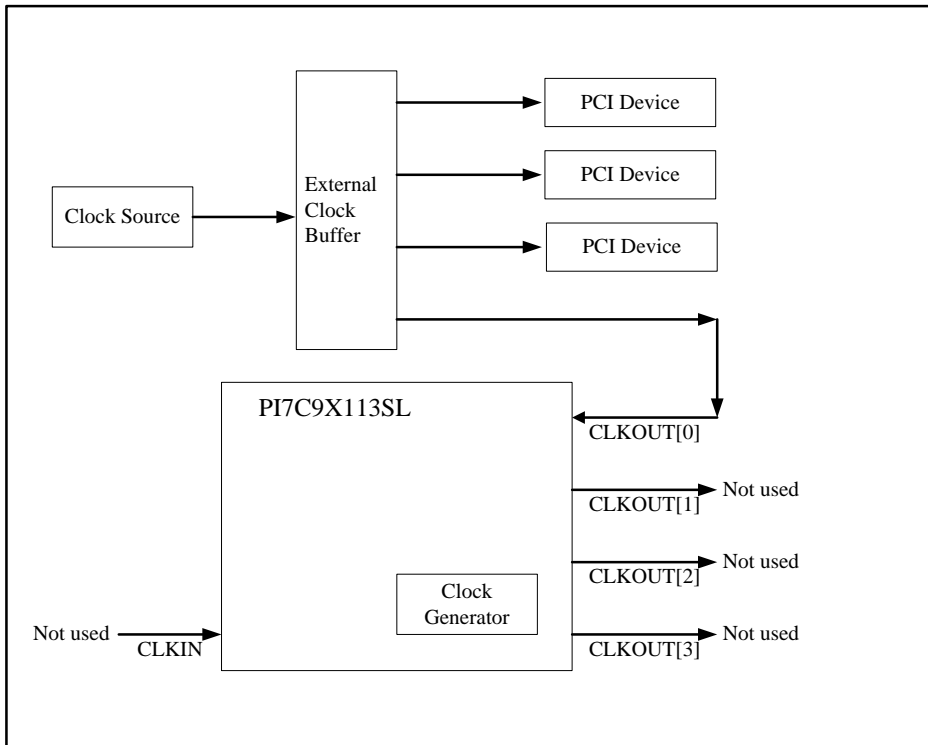 PCI Device
PCI Device
Clock Source
External
Clock
Buffer
PCI Device
PI7C9X113SL
CLKOUT[0]
CLKOUT[1]
Not used
CLKOUT[2]
Not used
Clock
Generator
Not used
CLKIN
CLKOUT[3]
Not used